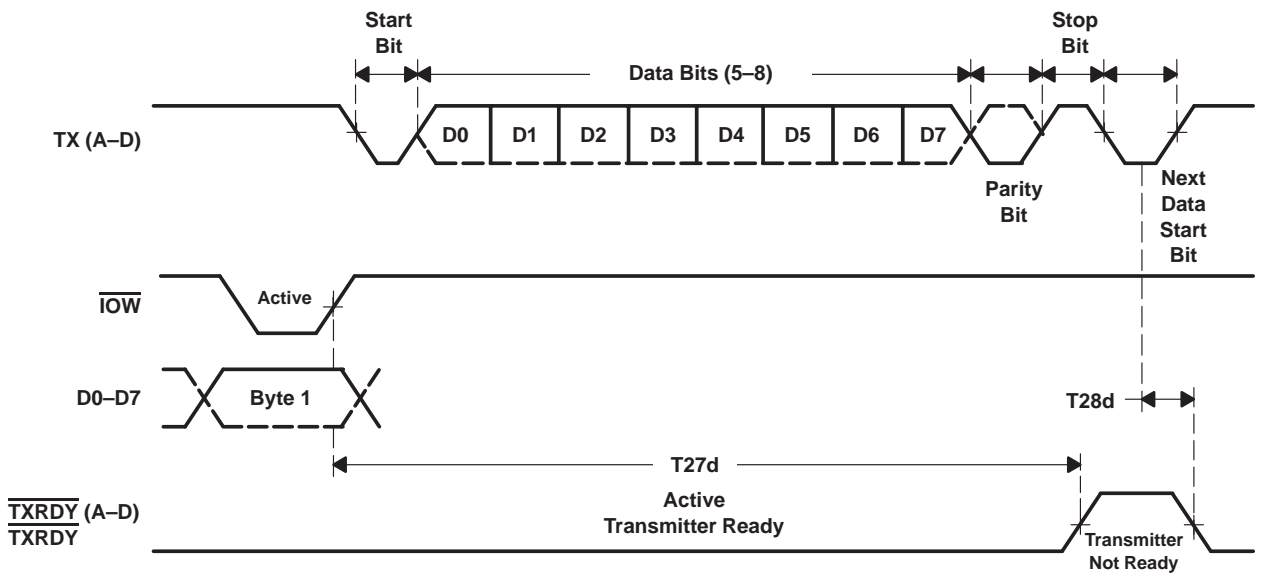 Start
Bit
Data Bits (5–8)
Stop
Bit
TX (A–D)
D0 D1 D2 D3 D4 D5 D6 D7
Parity
Bit
Next
Data
Start
Bit
IOW
Active
D0–D7
Byte 1
T28d
T27d
TXRDY (A–D)
TXRDY
Active
Transmitter Ready
Transmitter
Not Ready